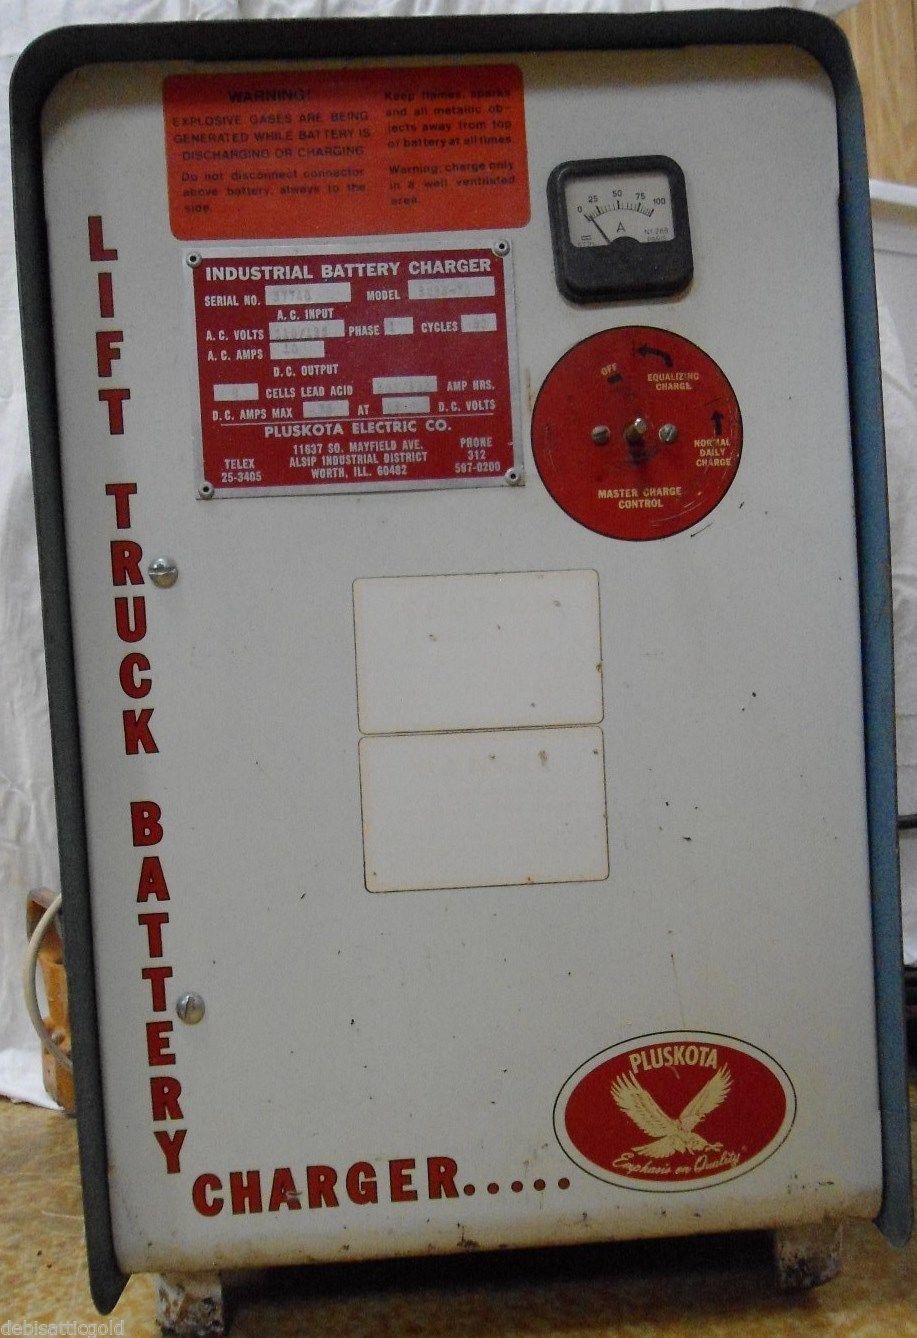 WARNING!
EXPLOSIVE GASES ARE BEING
GENERATED WHILE BATTERY IS
DISCHARGING OR CHARGING
Do not disconnect connector
above battery, always to the
side.
Keep flames, sparks
and all metallic ob-
jects away from top
of battery at all times.
Warning: charge only
in a well ventilated
area.
0 25 50 75 100
A
LIFT TRUCK BATTERY
CHARGER.....
INDUSTRIAL BATTERY CHARGER
SERIAL NO. MODEL
A.C. INPUT
A.C. VOLTS PHASE 1 CYCLES
A.C. AMPS
D.C. OUTPUT
CELLS LEAD ACID AMP HRS.
D.C. AMPS MAX AT D.C. VOLTS
PLUSKOTA ELECTRIC CO.
11637 SO. MAYFIELD AVE.
ALSIP INDUSTRIAL DISTRICT
WORTH, ILL. 60482
TELEX
25-3405
PHONE
312
597-0200
OFF
EQUALIZING
CHARGE
NORMAL
DAILY
CHARGE
MASTER CHARGE
CONTROL
PLUSKOTA
Emphasis on Quality
debisatticgold